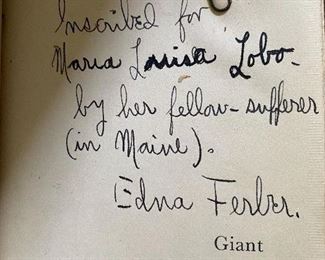 Inscribed for
Maria Luisa Lobo-
by her fellow-sufferer
(in Maine).
Edna Ferber.
Giant